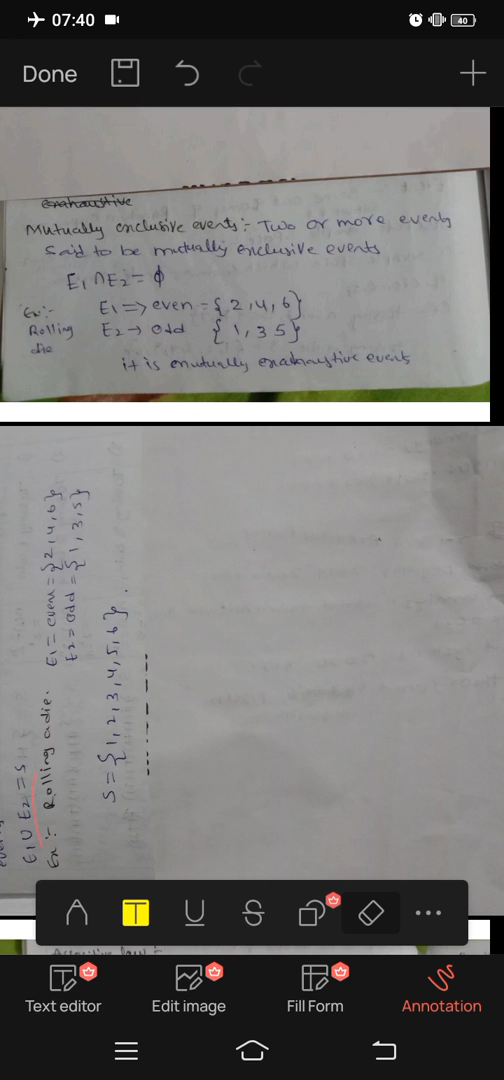 07:40
40
Done
exahaustive
Mutually exclusive events :- Two or more events
Said to be mutually exclusive events
E₁ ∩ E₂ = ϕ
Ex:- E₁ => even = {2,4,6}
Rolling die E₂ → odd {1,3 5}
it is mutually exahaustive events
E₁ U E₂ = S
Ex:- Rolling a die. E₁ = even = {2,4,6}
E₂ = odd = {1,3,5}
S = {1,2,3,4,5,6}.
T
U
S
Text editor
Edit image
Fill Form
Annotation